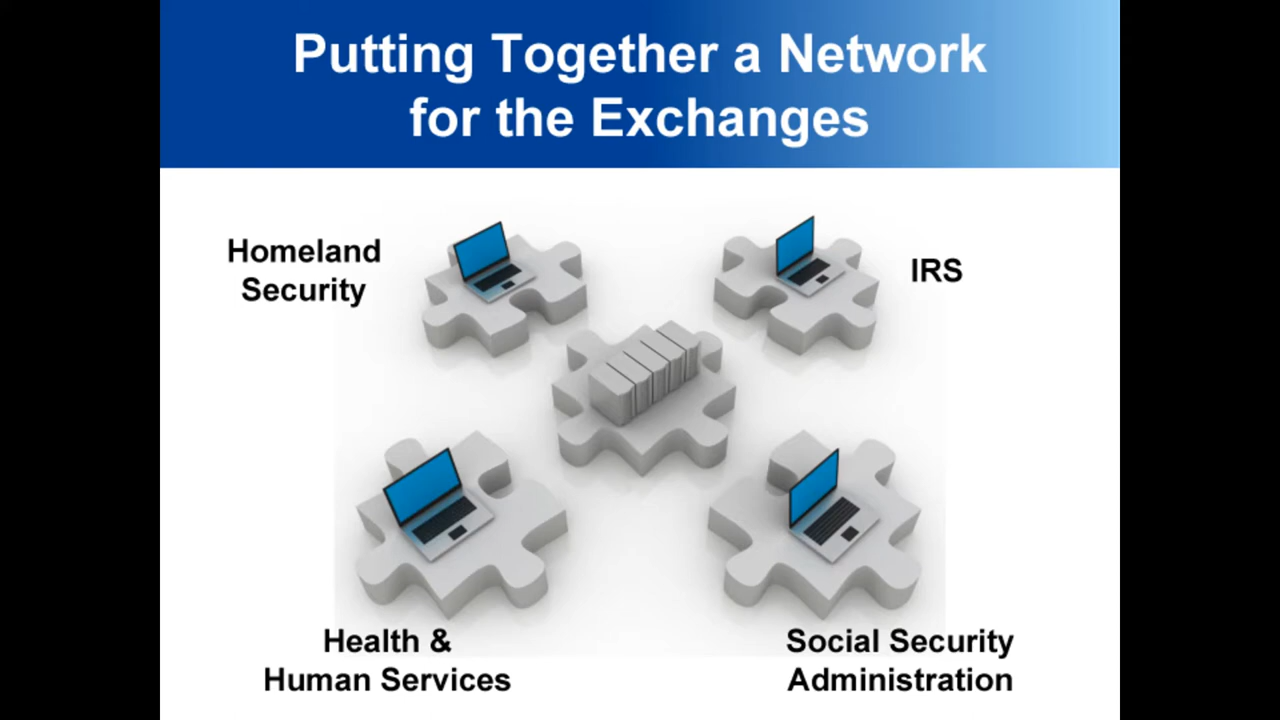 Putting Together a Network
for the Exchanges
Homeland
Security
IRS
Health &
Human Services
Social Security
Administration